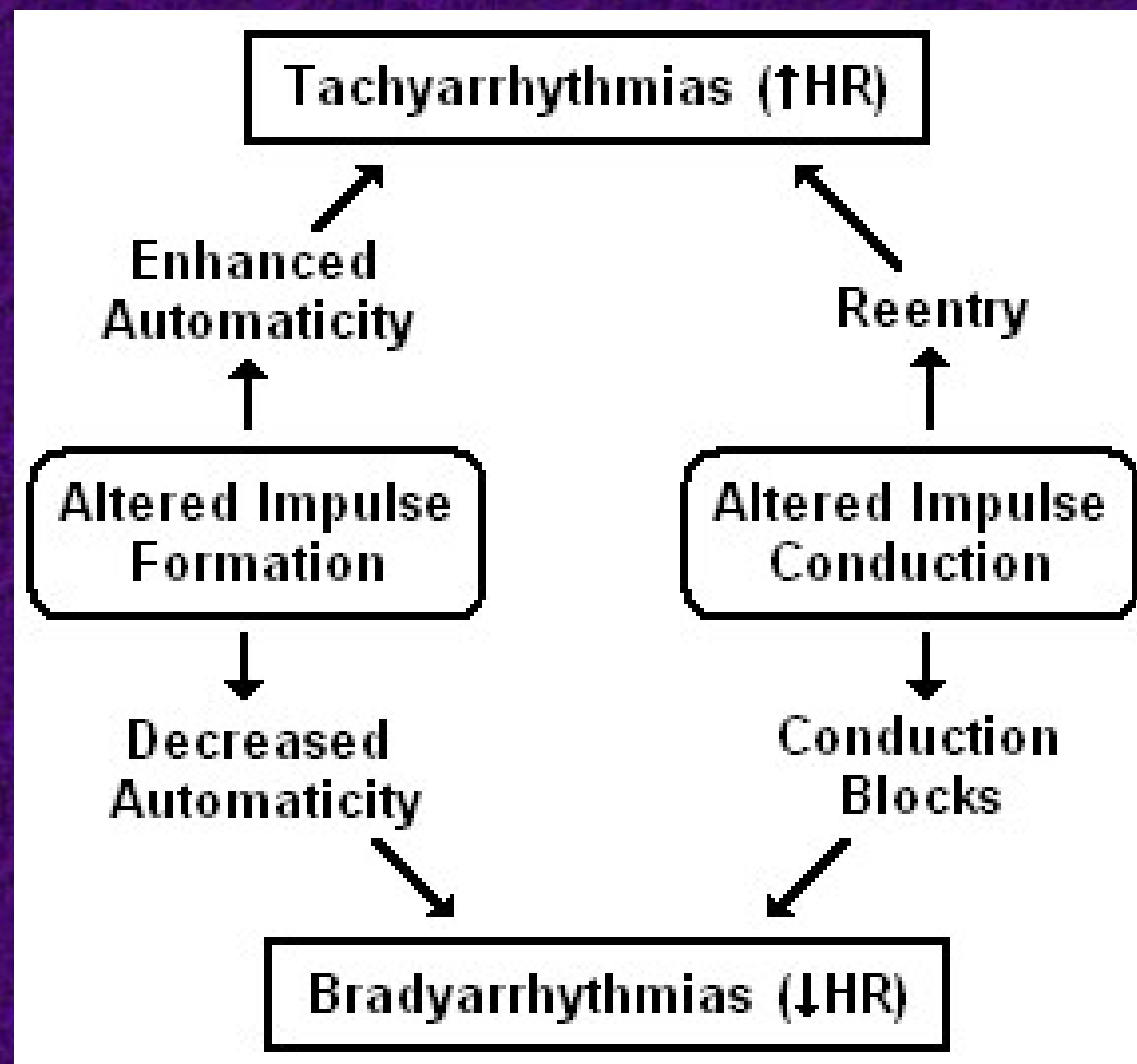 Tachyarrhythmias (↑HR)
Enhanced
Automaticity
Reentry
Altered Impulse
Formation
Altered Impulse
Conduction
Decreased
Automaticity
Conduction
Blocks
Bradyarrhythmias (↓HR)